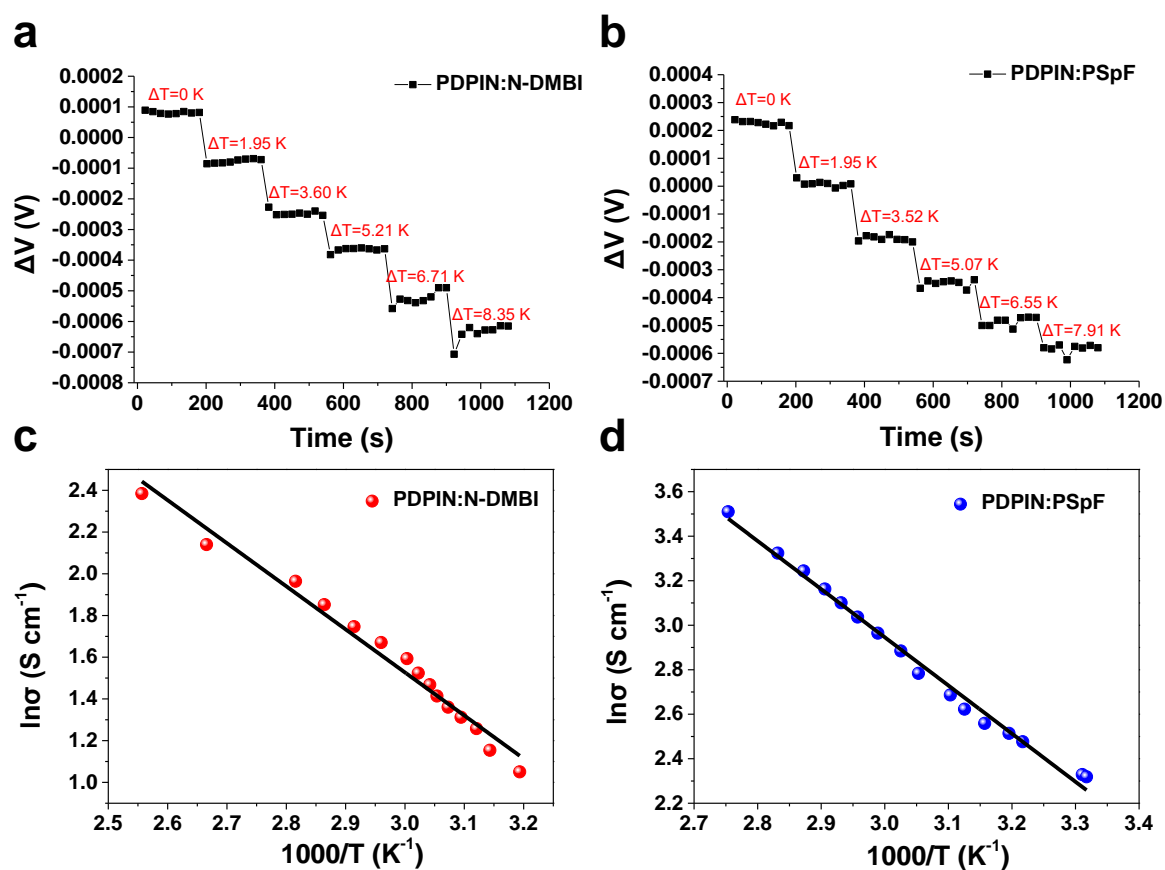 a
PDPIN:N-DMBI
0.0002
0.0001
0.0000
-0.0001
-0.0002
-0.0003
-0.0004
-0.0005
-0.0006
-0.0007
-0.0008
ΔV (V)
ΔT=0 K
ΔT=1.95 K
ΔT=3.60 K
ΔT=5.21 K
ΔT=6.71 K
ΔT=8.35 K
0 200 400 600 800 1000 1200
Time (s)
b
PDPIN:PSpF
0.0004
0.0003
0.0002
0.0001
0.0000
-0.0001
-0.0002
-0.0003
-0.0004
-0.0005
-0.0006
-0.0007
ΔV (V)
ΔT=0 K
ΔT=1.95 K
ΔT=3.52 K
ΔT=5.07 K
ΔT=6.55 K
ΔT=7.91 K
0 200 400 600 800 1000 1200
Time (s)
c
PDPIN:N-DMBI
2.4
2.2
2.0
1.8
1.6
1.4
1.2
1.0
lnσ (S cm⁻¹)
2.5 2.6 2.7 2.8 2.9 3.0 3.1 3.2
1000/T (K⁻¹)
d
PDPIN:PSpF
3.6
3.4
3.2
3.0
2.8
2.6
2.4
2.2
lnσ (S cm⁻¹)
2.7 2.8 2.9 3.0 3.1 3.2 3.3 3.4
1000/T (K⁻¹)